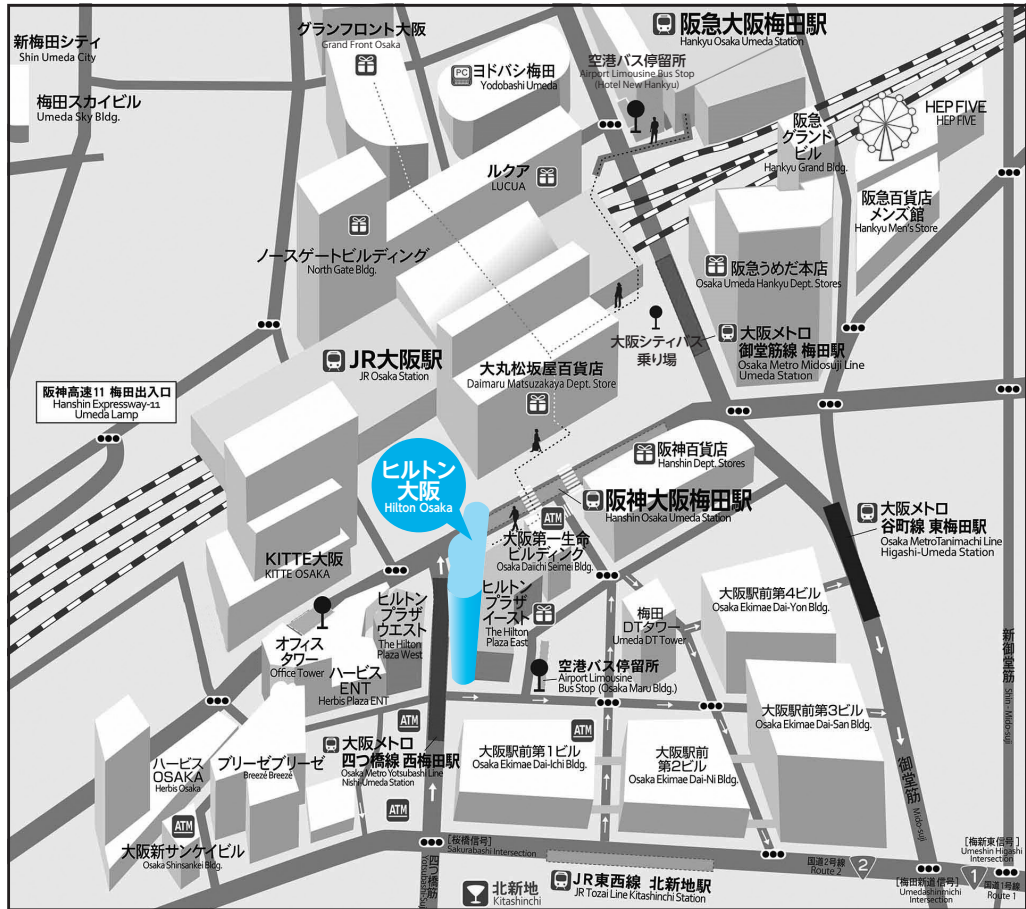 新梅田シティ
Shin Umeda City
梅田スカイビル
Umeda Sky Bldg.
グランフロント大阪
Grand Front Osaka
PC
ヨドバシ梅田
Yodobashi Umeda
空港バス停留所
Airport Limousine Bus Stop
(Hotel New Hankyu)
阪急大阪梅田駅
Hankyu Osaka Umeda Station
HEP FIVE
HEP FIVE
阪急
グランド
ビル
Hankyu Grand Bldg.
ルクア
LUCUA
阪急百貨店
メンズ館
Hankyu Men's Store
ノースゲートビルディング
North Gate Bldg.
阪急うめだ本店
Osaka Umeda Hankyu Dept. Stores
大阪シティバス
乗り場
大阪メトロ
御堂筋線 梅田駅
Osaka Metro Midosuji Line
Umeda Station
JR大阪駅
JR Osaka Station
大丸松坂屋百貨店
Daimaru Matsuzakaya Dept. Store
阪神高速11 梅田出入口
Hanshin Expressway-11
Umeda Lamp
ヒルトン
大阪
Hilton Osaka
阪神百貨店
Hanshin Dept. Stores
阪神大阪梅田駅
Hanshin Osaka Umeda Station
ATM
大阪第一生命
ビルディング
Osaka Daiichi Seimei Bldg.
大阪メトロ
谷町線 東梅田駅
Osaka MetroTanimachi Line
Higashi-Umeda Station
KITTE大阪
KITTE OSAKA
ヒルトン
プラザ
ウエスト
The Hilton
Plaza West
ヒルトン
プラザ
イースト
The Hilton
Plaza East
梅田
DTタワー
Umeda DT Tower
大阪駅前第4ビル
Osaka Ekimae Dai-Yon Bldg.
オフィス
タワー
Office Tower
ハービス
ENT
Herbis Plaza ENT
空港バス停留所
Airport Limousine
Bus Stop (Osaka Maru Bldg.)
新御堂筋
Shin-Mido-suji
大阪駅前第3ビル
Osaka Ekimae Dai-San Bldg.
ATM
大阪メトロ
四つ橋線 西梅田駅
Osaka Metro Yotsubashi Line
Nishi-Umeda Station
ATM
大阪駅前第1ビル
Osaka Ekimae Dai-Ichi Bldg.
大阪駅前
第2ビル
Osaka Ekimae Dai-Ni Bldg.
ハービス
OSAKA
Herbis Osaka
ブリーゼブリーゼ
Breeze Breeze
御堂筋
Mido-suji
ATM
ATM
大阪新サンケイビル
Osaka Shinsankei Bldg.
[桜橋信号]
Sakurabashi Intersection
四つ橋筋
Yotsubashi-Suji
北新地
Kitashinchi
JR東西線 北新地駅
JR Tozai Line Kitashinchi Station
国道2号線
Route 2
2
[梅田新道信号]
Umedashinmichi
Intersection
[梅新東信号]
Umeshin Higashi
Intersection
1
国道1号線
Route 1